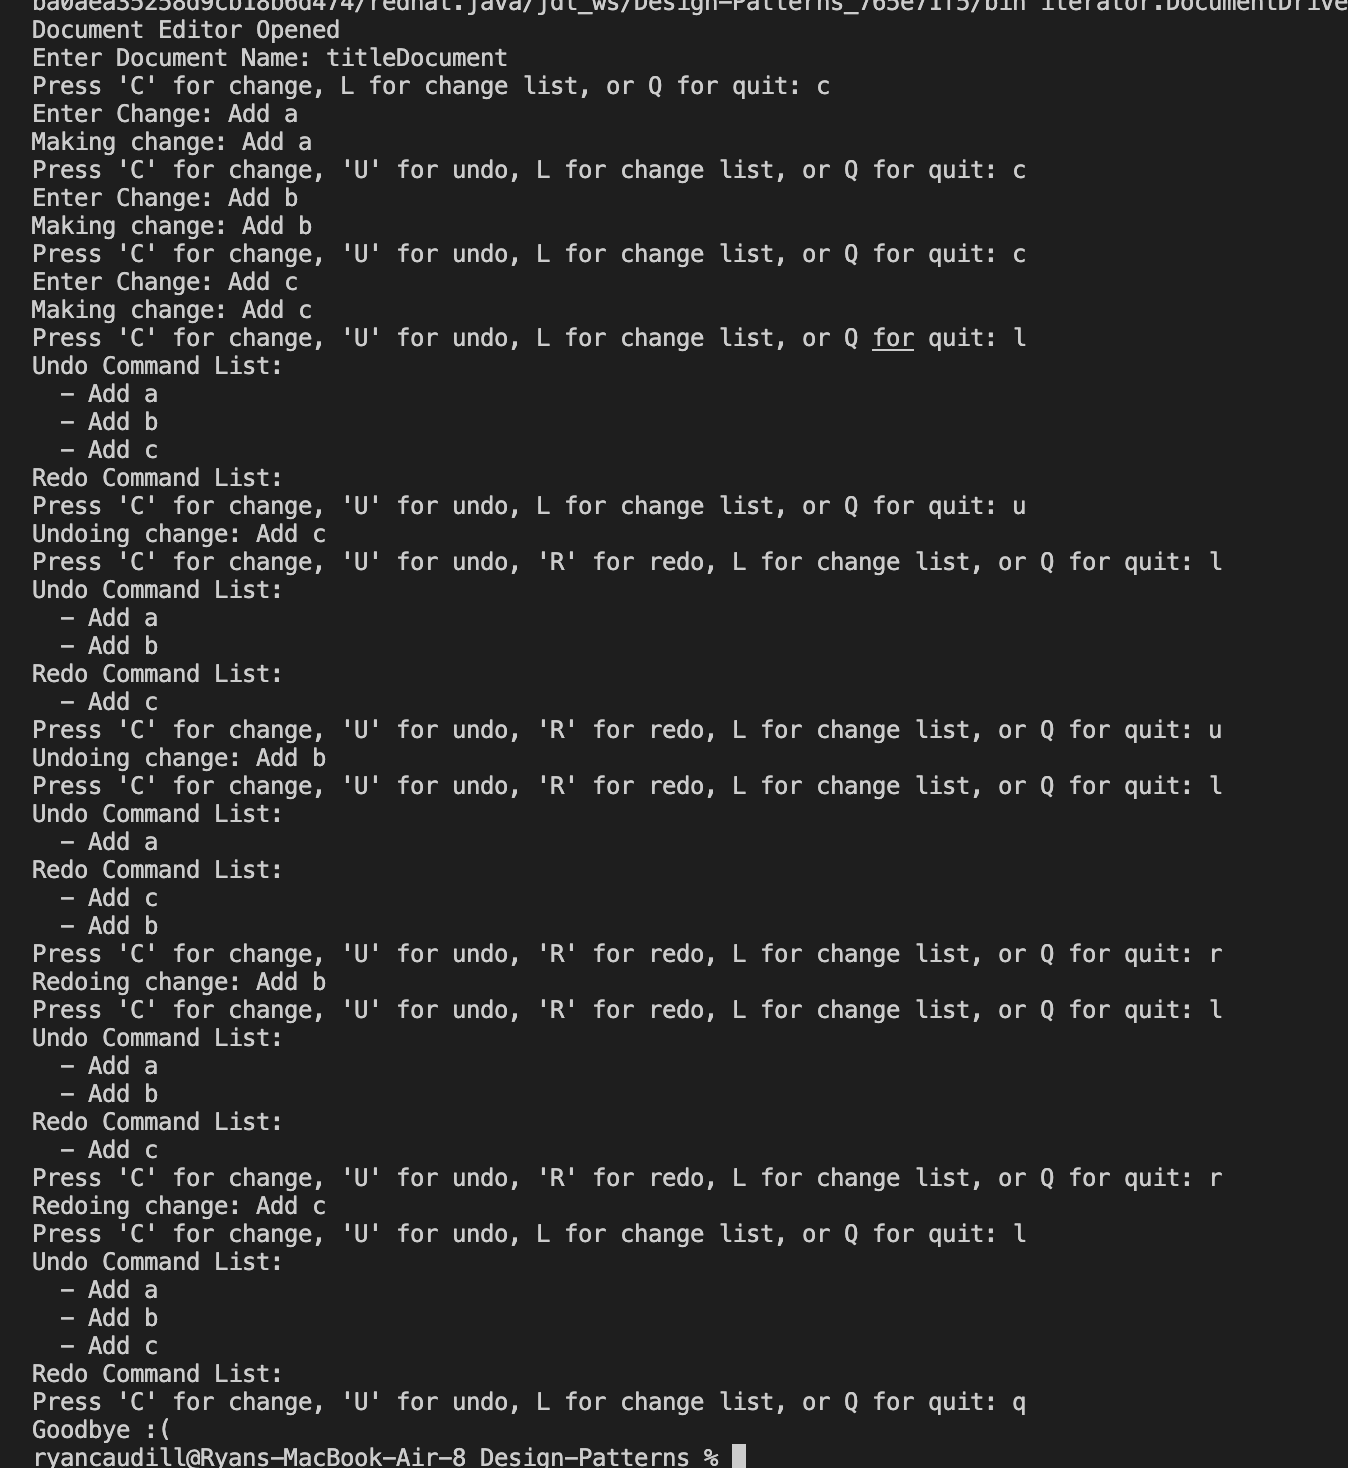 ba0aea35258d9cb18b6d474/redhat.java/jdt_ws/Design-Patterns_765e71f5/bin iterator.DocumentDrive
Document Editor Opened
Enter Document Name: titleDocument
Press 'C' for change, L for change list, or Q for quit: c
Enter Change: Add a
Making change: Add a
Press 'C' for change, 'U' for undo, L for change list, or Q for quit: c
Enter Change: Add b
Making change: Add b
Press 'C' for change, 'U' for undo, L for change list, or Q for quit: c
Enter Change: Add c
Making change: Add c
Press 'C' for change, 'U' for undo, L for change list, or Q for quit: l
Undo Command List:
  - Add a
  - Add b
  - Add c
Redo Command List:
Press 'C' for change, 'U' for undo, L for change list, or Q for quit: u
Undoing change: Add c
Press 'C' for change, 'U' for undo, 'R' for redo, L for change list, or Q for quit: l
Undo Command List:
  - Add a
  - Add b
Redo Command List:
  - Add c
Press 'C' for change, 'U' for undo, 'R' for redo, L for change list, or Q for quit: u
Undoing change: Add b
Press 'C' for change, 'U' for undo, 'R' for redo, L for change list, or Q for quit: l
Undo Command List:
  - Add a
Redo Command List:
  - Add c
  - Add b
Press 'C' for change, 'U' for undo, 'R' for redo, L for change list, or Q for quit: r
Redoing change: Add b
Press 'C' for change, 'U' for undo, 'R' for redo, L for change list, or Q for quit: l
Undo Command List:
  - Add a
  - Add b
Redo Command List:
  - Add c
Press 'C' for change, 'U' for undo, 'R' for redo, L for change list, or Q for quit: r
Redoing change: Add c
Press 'C' for change, 'U' for undo, L for change list, or Q for quit: l
Undo Command List:
  - Add a
  - Add b
  - Add c
Redo Command List:
Press 'C' for change, 'U' for undo, L for change list, or Q for quit: q
Goodbye :(
ryancaudill@Ryans-MacBook-Air-8 Design-Patterns %